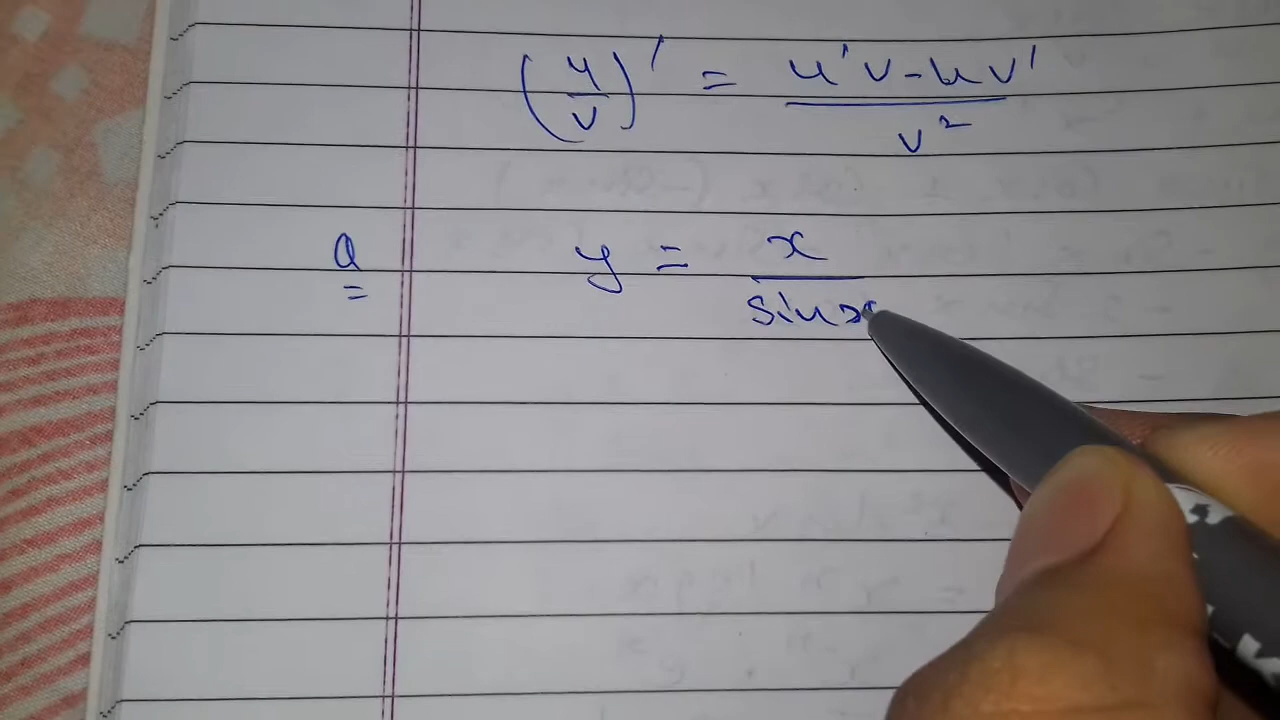 (u/v)' = u'v - uv' / v²
Q y = x / sinx